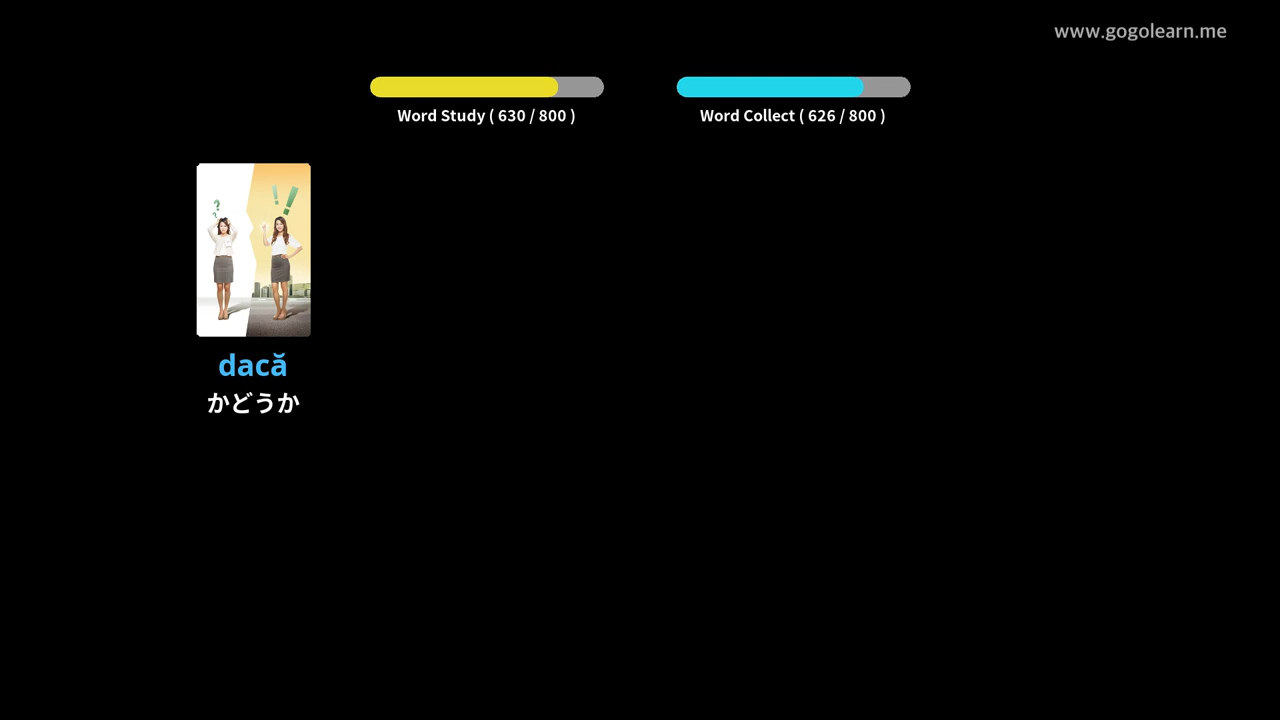 www.gogolearn.me
Word Study ( 630 / 800 )
Word Collect ( 626 / 800 )
? ?
! !
dacă
かどうか